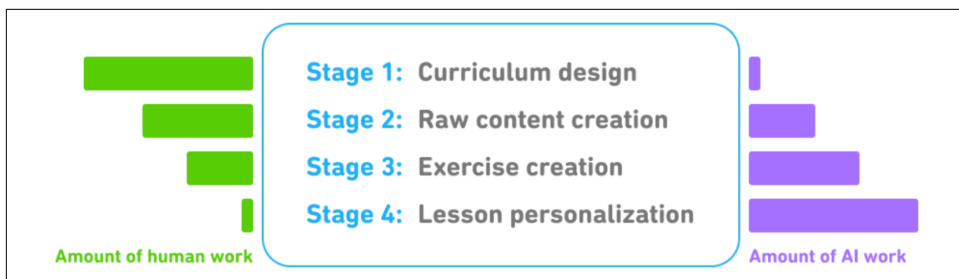 Stage 1: Curriculum design
Stage 2: Raw content creation
Stage 3: Exercise creation
Stage 4: Lesson personalization
Amount of human work
Amount of AI work